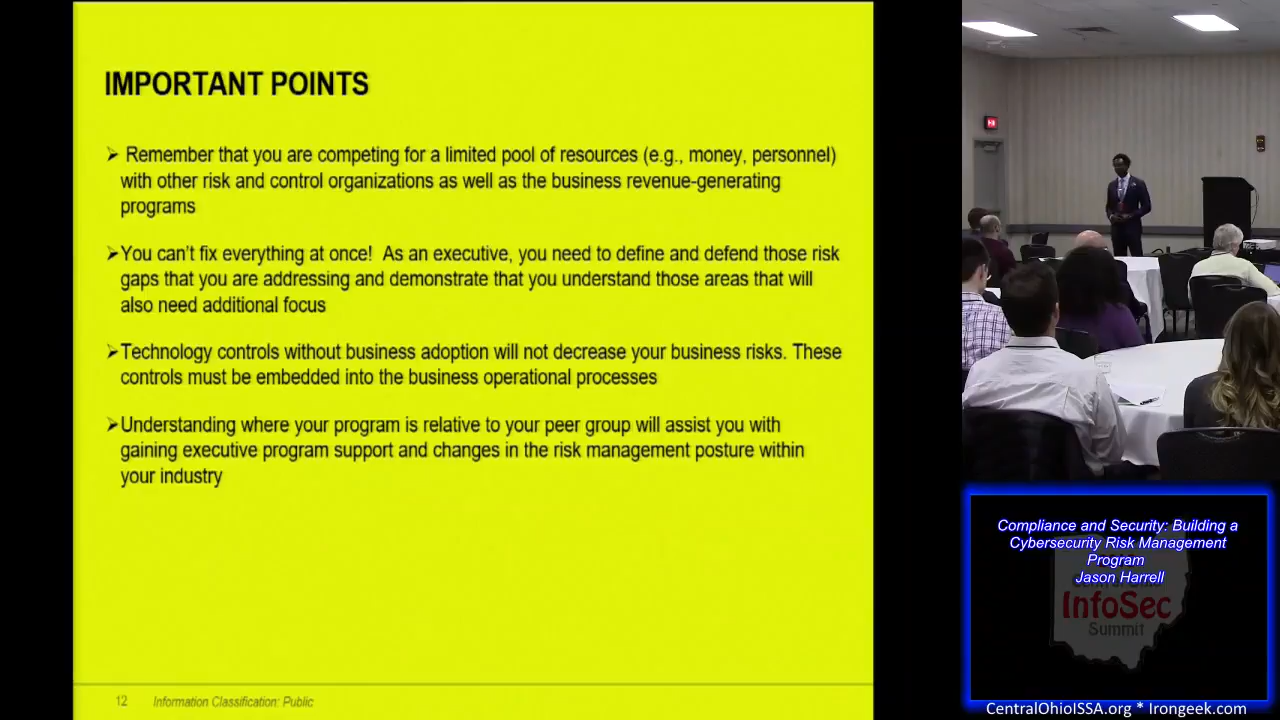 IMPORTANT POINTS
➢ Remember that you are competing for a limited pool of resources (e.g., money, personnel)
with other risk and control organizations as well as the business revenue-generating
programs
➢You can't fix everything at once!  As an executive, you need to define and defend those risk
gaps that you are addressing and demonstrate that you understand those areas that will
also need additional focus
➢Technology controls without business adoption will not decrease your business risks. These
controls must be embedded into the business operational processes
➢Understanding where your program is relative to your peer group will assist you with
gaining executive program support and changes in the risk management posture within
your industry
12 Information Classification: Public
Compliance and Security: Building a
Cybersecurity Risk Management
Program
Jason Harrell
InfoSec
Summit
CentralOhioISSA.org * Irongeek.com